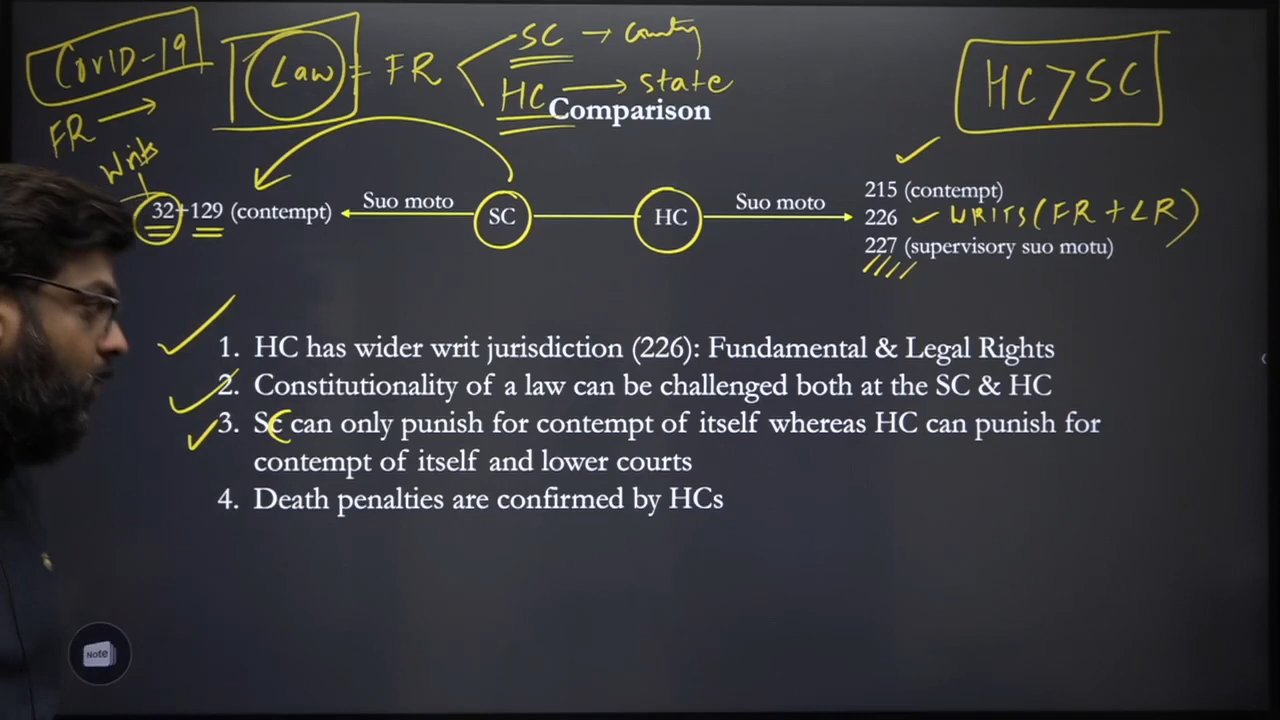 COVID-19
Law = FR
SC → Country
HC → state
HC > SC
FR →
Comparison
Writs
32+129 (contempt)
Suo moto
SC
HC
Suo moto
215 (contempt)
226 WRITS (FR + LR)
227 (supervisory suo motu)
1. HC has wider writ jurisdiction (226): Fundamental & Legal Rights
2. Constitutionality of a law can be challenged both at the SC & HC
3. SC can only punish for contempt of itself whereas HC can punish for
contempt of itself and lower courts
4. Death penalties are confirmed by HCs
Note